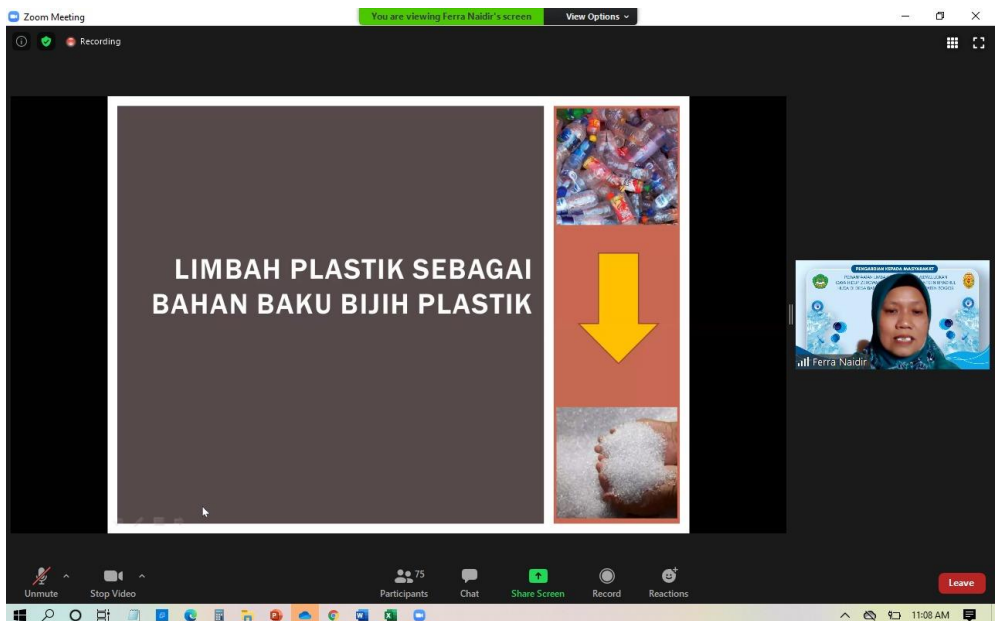 Zoom Meeting
You are viewing Ferra Naidir's screen
View Options
Recording
LIMBAH PLASTIK SEBAGAI
BAHAN BAKU BIJIH PLASTIK
PENGABDIAN KEPADA MASYARAKAT
Ferra Naidir
Unmute
Stop Video
75
Participants
Chat
Share Screen
Record
Reactions
Leave
11:08 AM